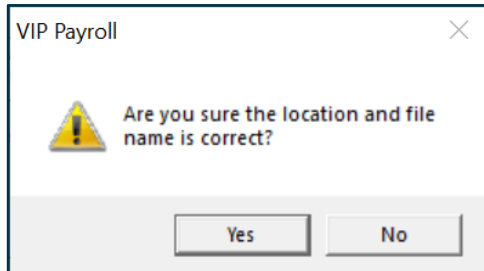 VIP Payroll
Are you sure the location and file
name is correct?
Yes
No